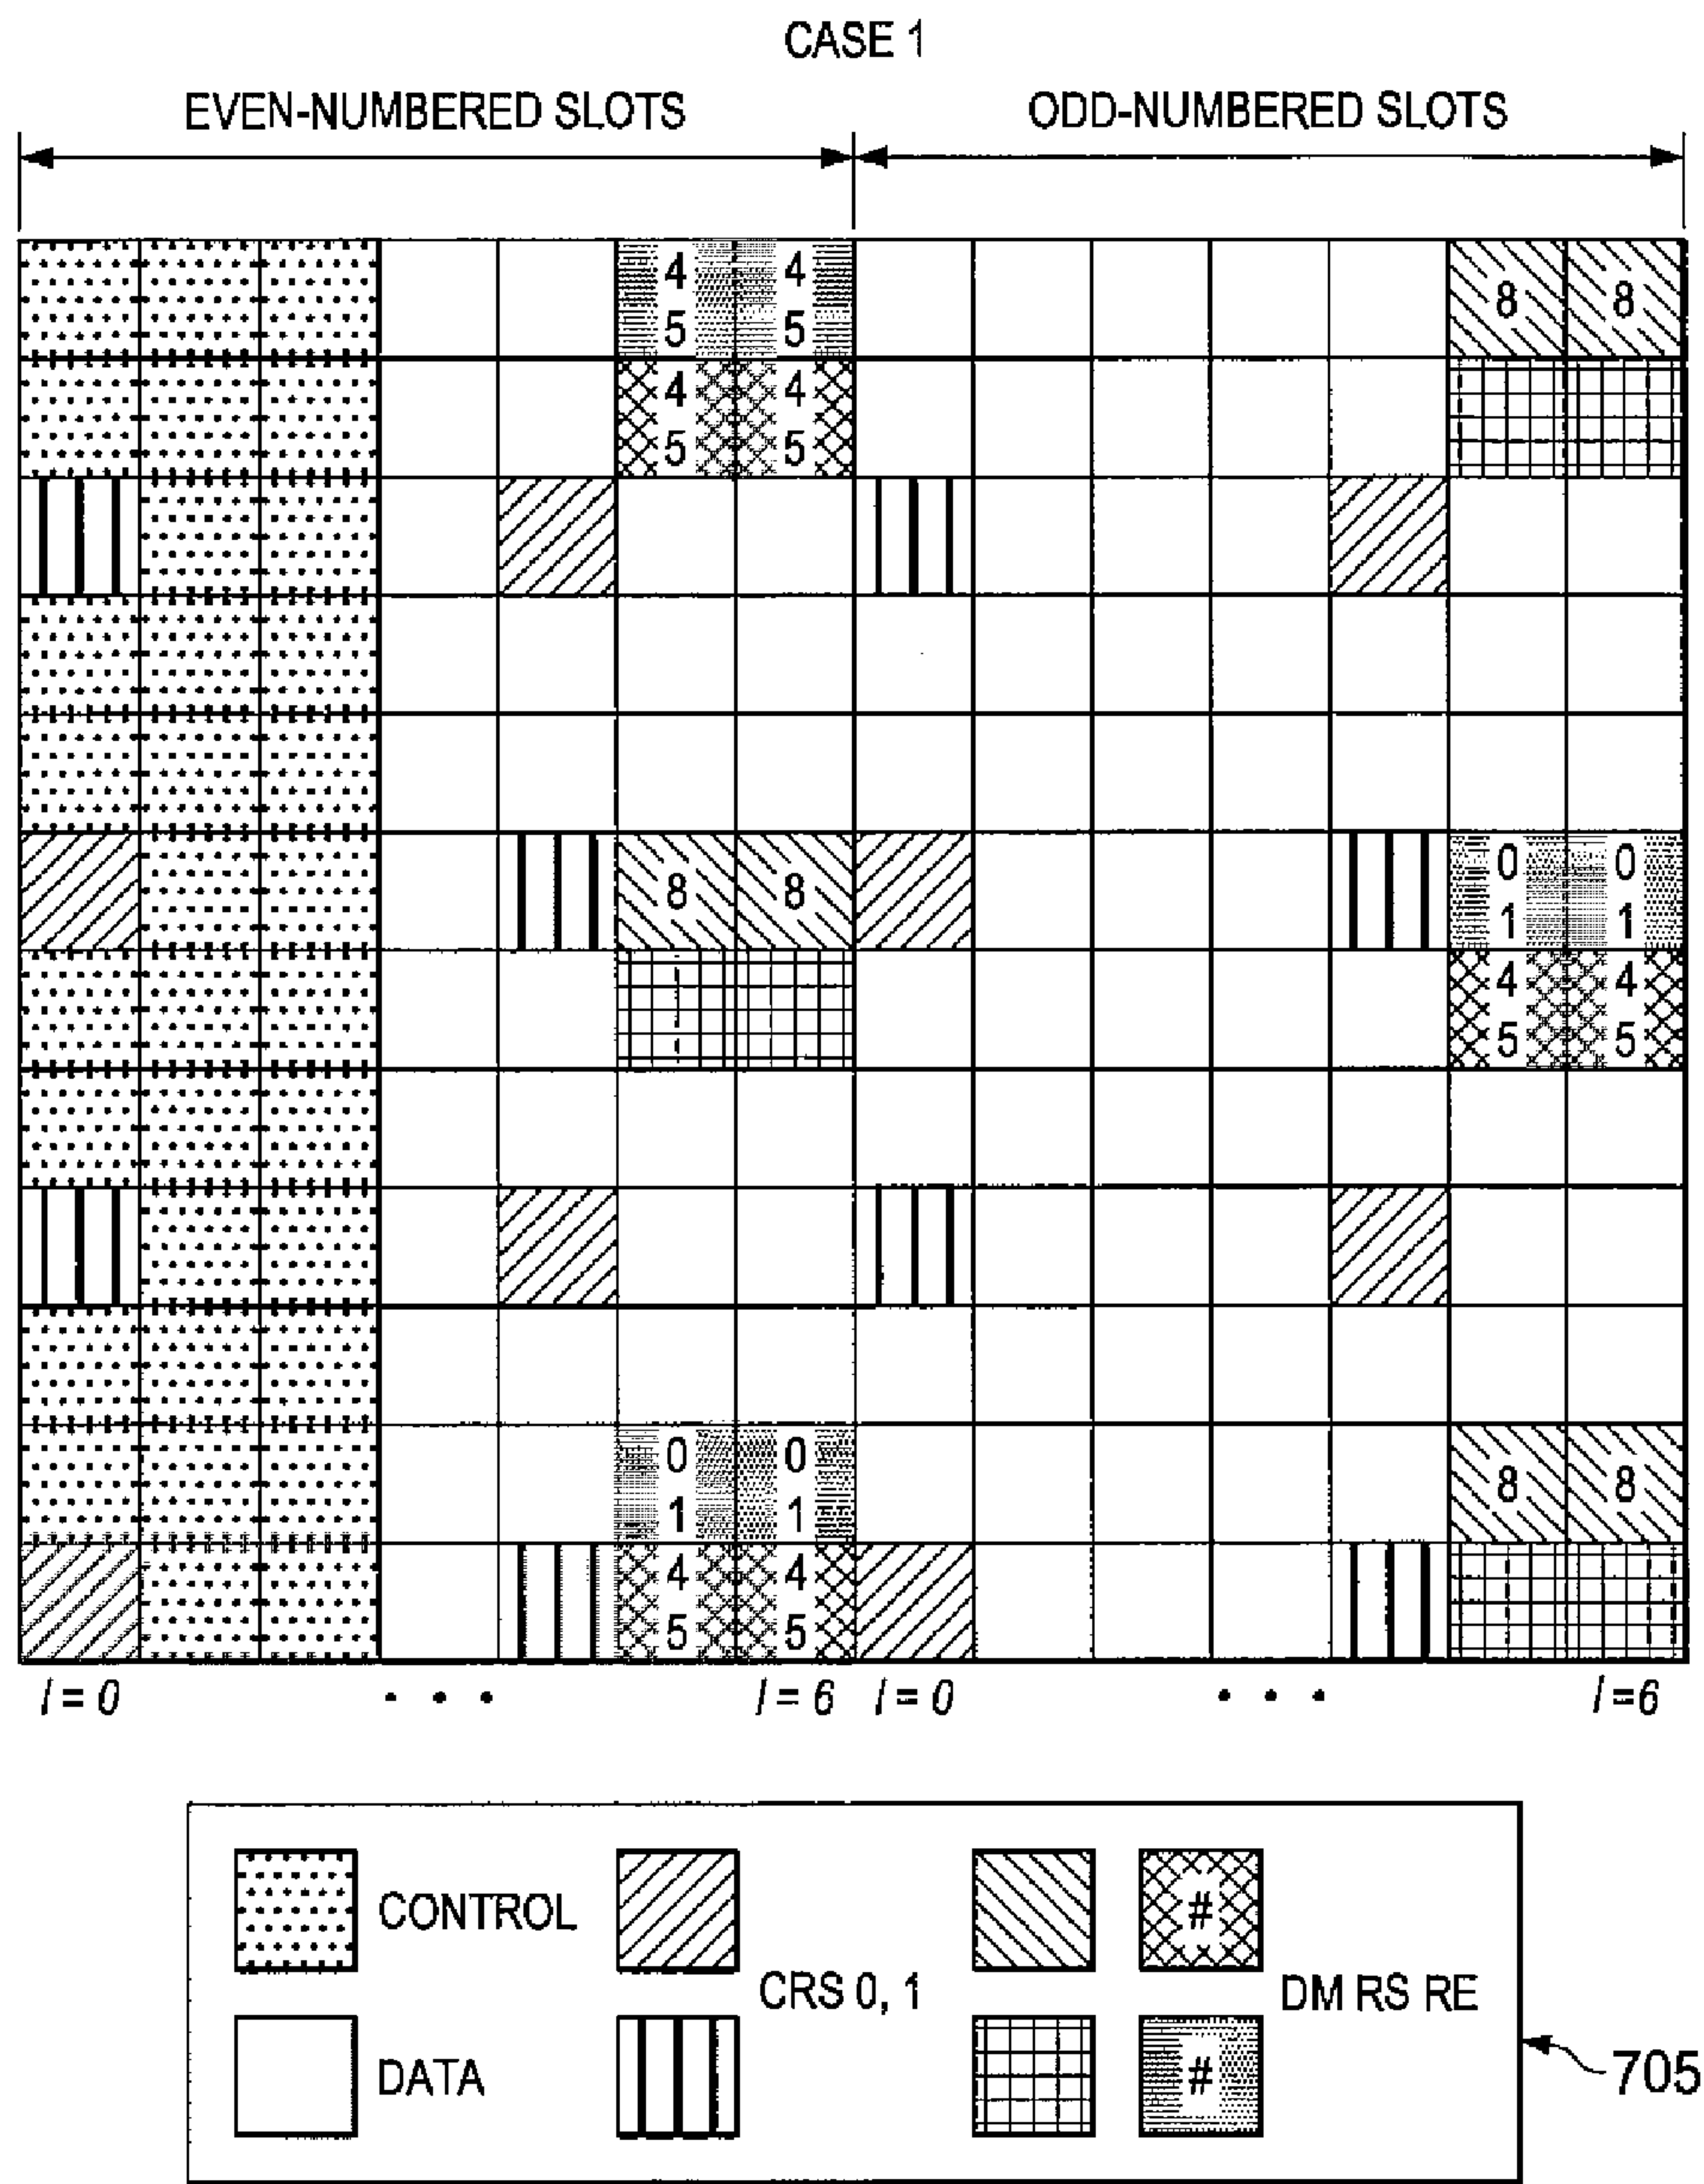 CASE 1
EVEN-NUMBERED SLOTS ODD-NUMBERED SLOTS
4 4
8 8
5 5
4 4
5 5
0 0
8 8
1 1
4 4
5 5
0 0
8 8
1 1
4 4
5 5
l = 0 • • • l = 6 l = 0 • • • l =6
CONTROL # 
CRS 0, 1 DM RS RE
DATA #
705